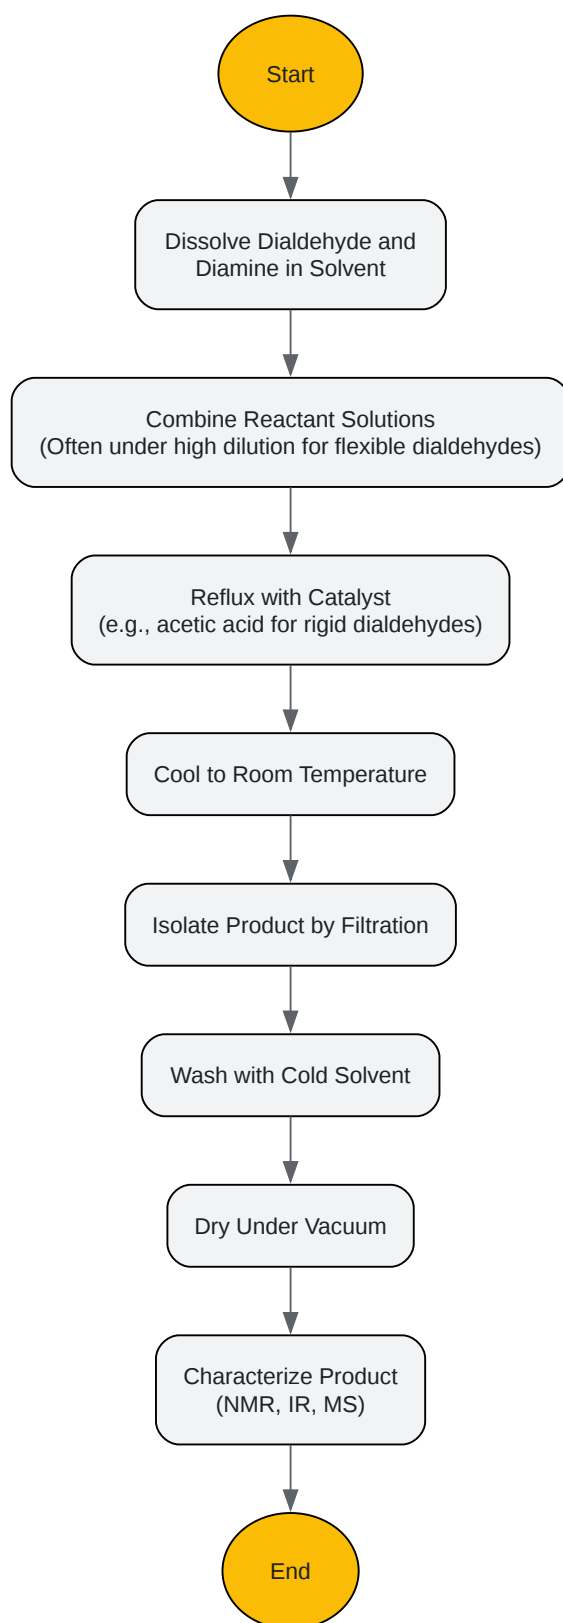 Start
Dissolve Dialdehyde and
Diamine in Solvent
Combine Reactant Solutions
(Often under high dilution for flexible dialdehydes)
Reflux with Catalyst
(e.g., acetic acid for rigid dialdehydes)
Cool to Room Temperature
Isolate Product by Filtration
Wash with Cold Solvent
Dry Under Vacuum
Characterize Product
(NMR, IR, MS)
End